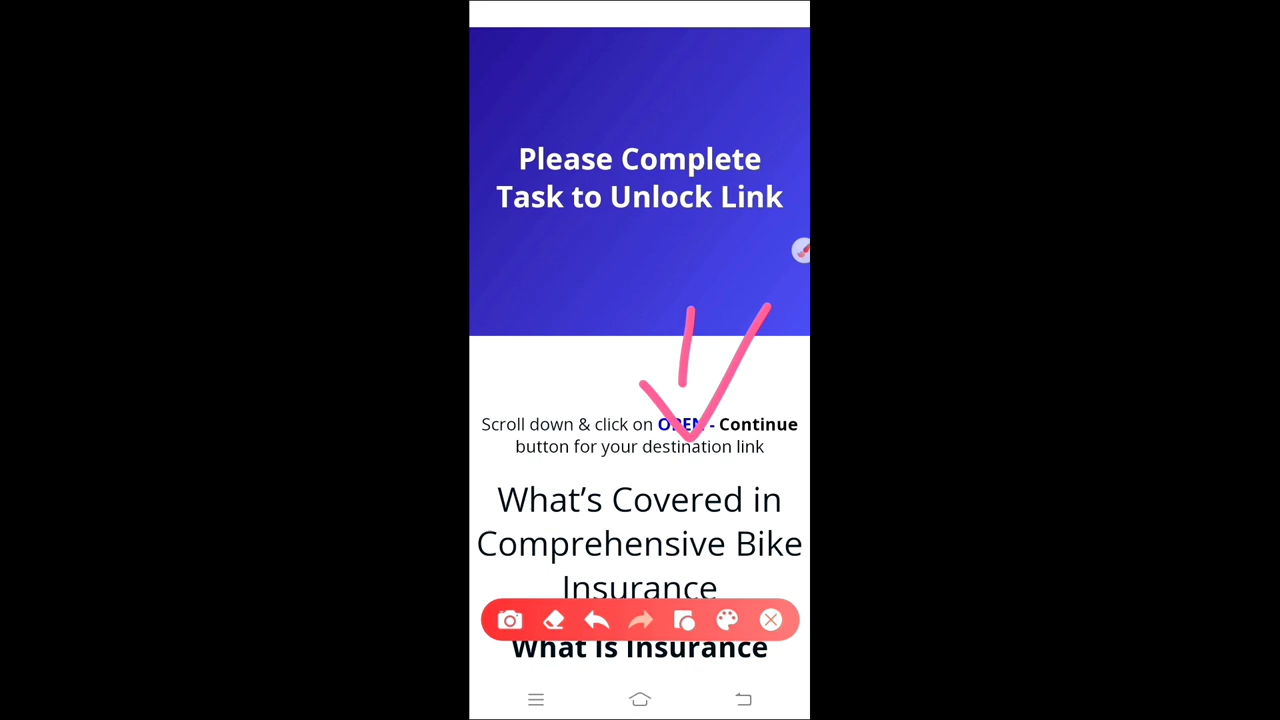 Please Complete
Task to Unlock Link
Scroll down & click on OPEN - Continue
button for your destination link
What’s Covered in
Comprehensive Bike
Insurance
What Is Insurance